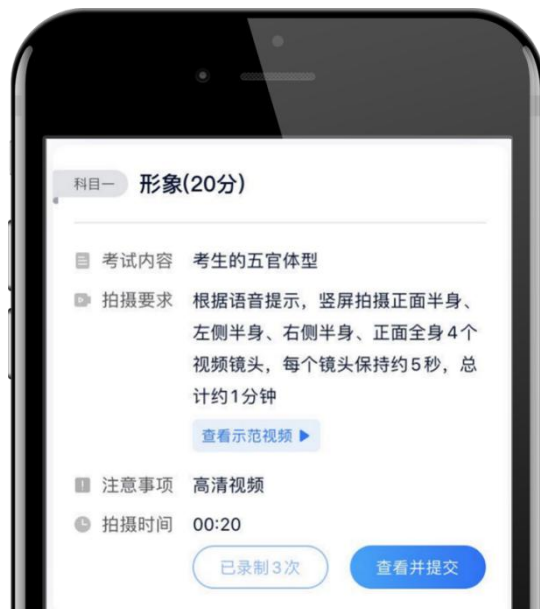 科目一 形象(20分)
考试内容 考生的五官体型
拍摄要求 根据语音提示，竖屏拍摄正面半身、
左侧半身、右侧半身、正面全身4个
视频镜头，每个镜头保持约5秒，总
计约1分钟
查看示范视频
注意事项 高清视频
拍摄时间 00:20
已录制3次 查看并提交